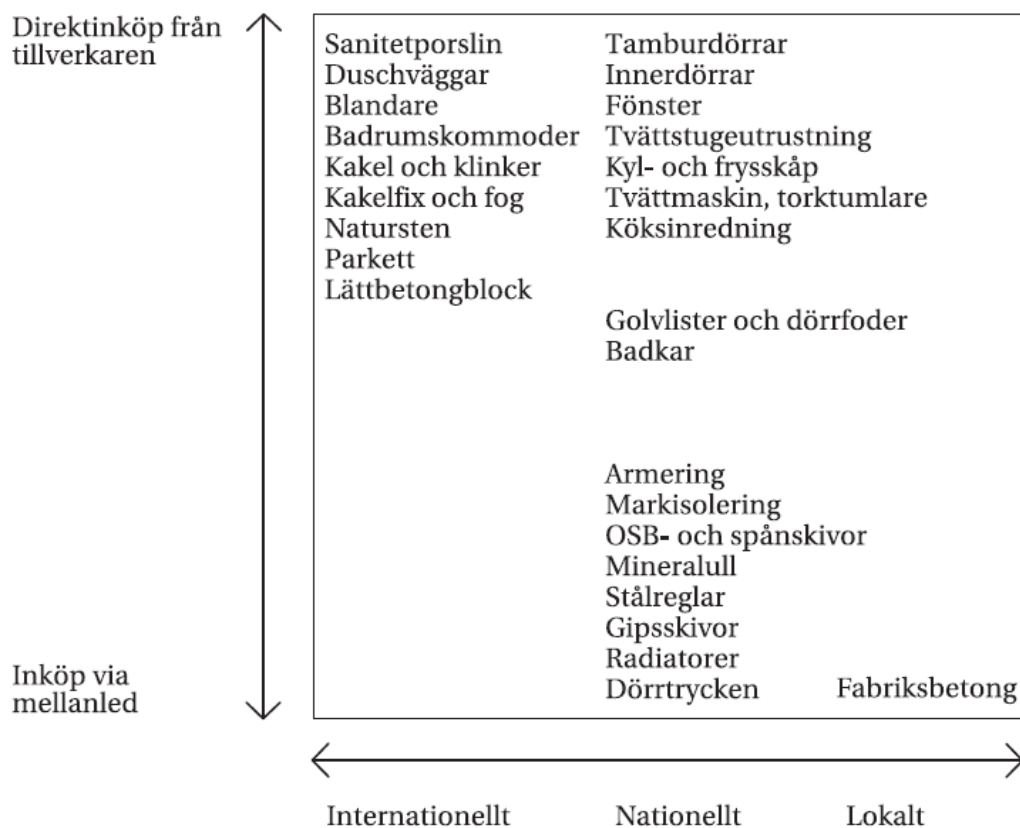 Direktinköp från
tillverkaren
Sanitetporslin
Duschväggar
Blandare
Badrumskommoder
Kakel och klinker
Kakelfix och fog
Natursten
Parkett
Lättbetongblock
Tamburdörrar
Innerdörrar
Fönster
Tvättstugeutrustning
Kyl- och frysskåp
Tvättmaskin, torktumlare
Köksinredning
Golvlister och dörrfoder
Badkar
Armering
Markisolering
OSB- och spånskivor
Mineralull
Stålreglar
Gipsskivor
Radiatorer
Dörrtrycken
Fabriksbetong
Inköp via
mellanled
Internationellt
Nationellt
Lokalt